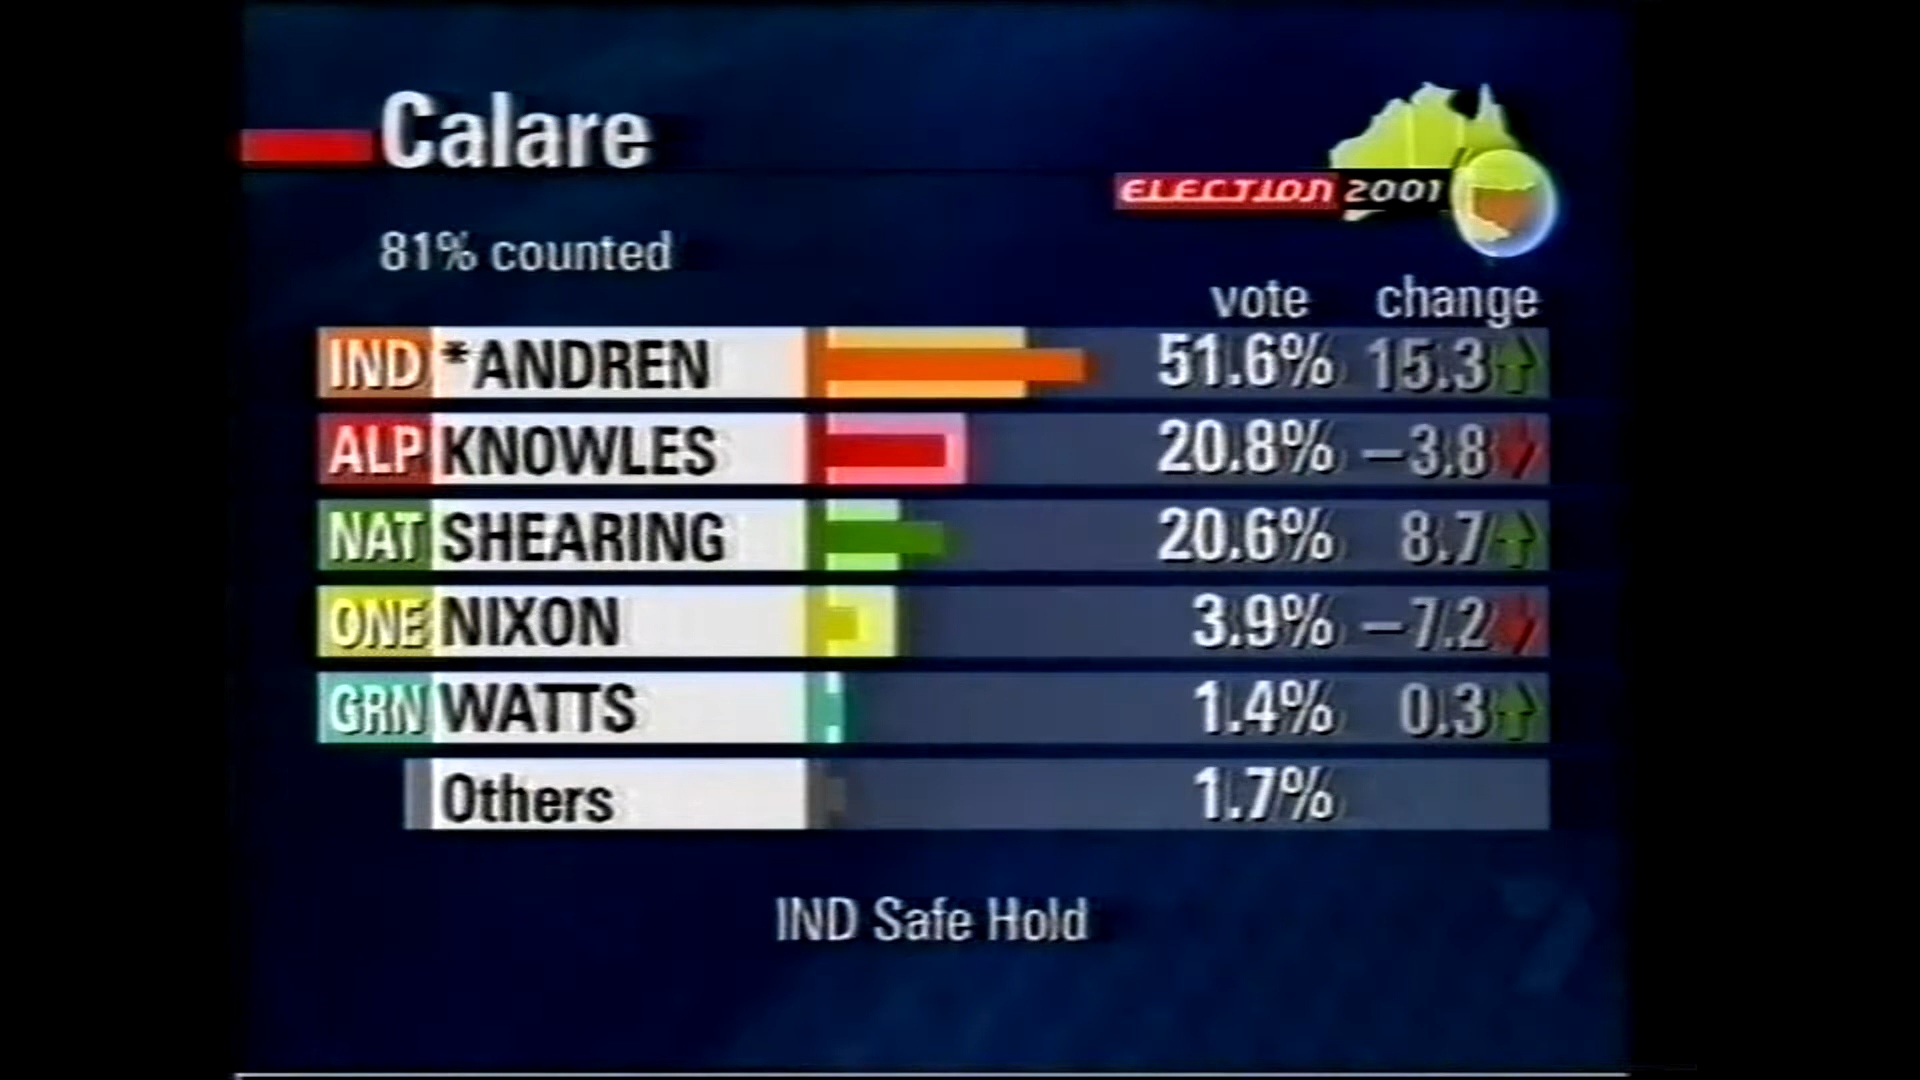 Calare
ELECTION 2001
81% counted
vote change
IND *ANDREN 51.6% 15.3
ALP KNOWLES 20.8% –3.8
NAT SHEARING 20.6% 8.7
ONE NIXON 3.9% –7.2
GRN WATTS 1.4% 0.3
Others 1.7%
IND Safe Hold